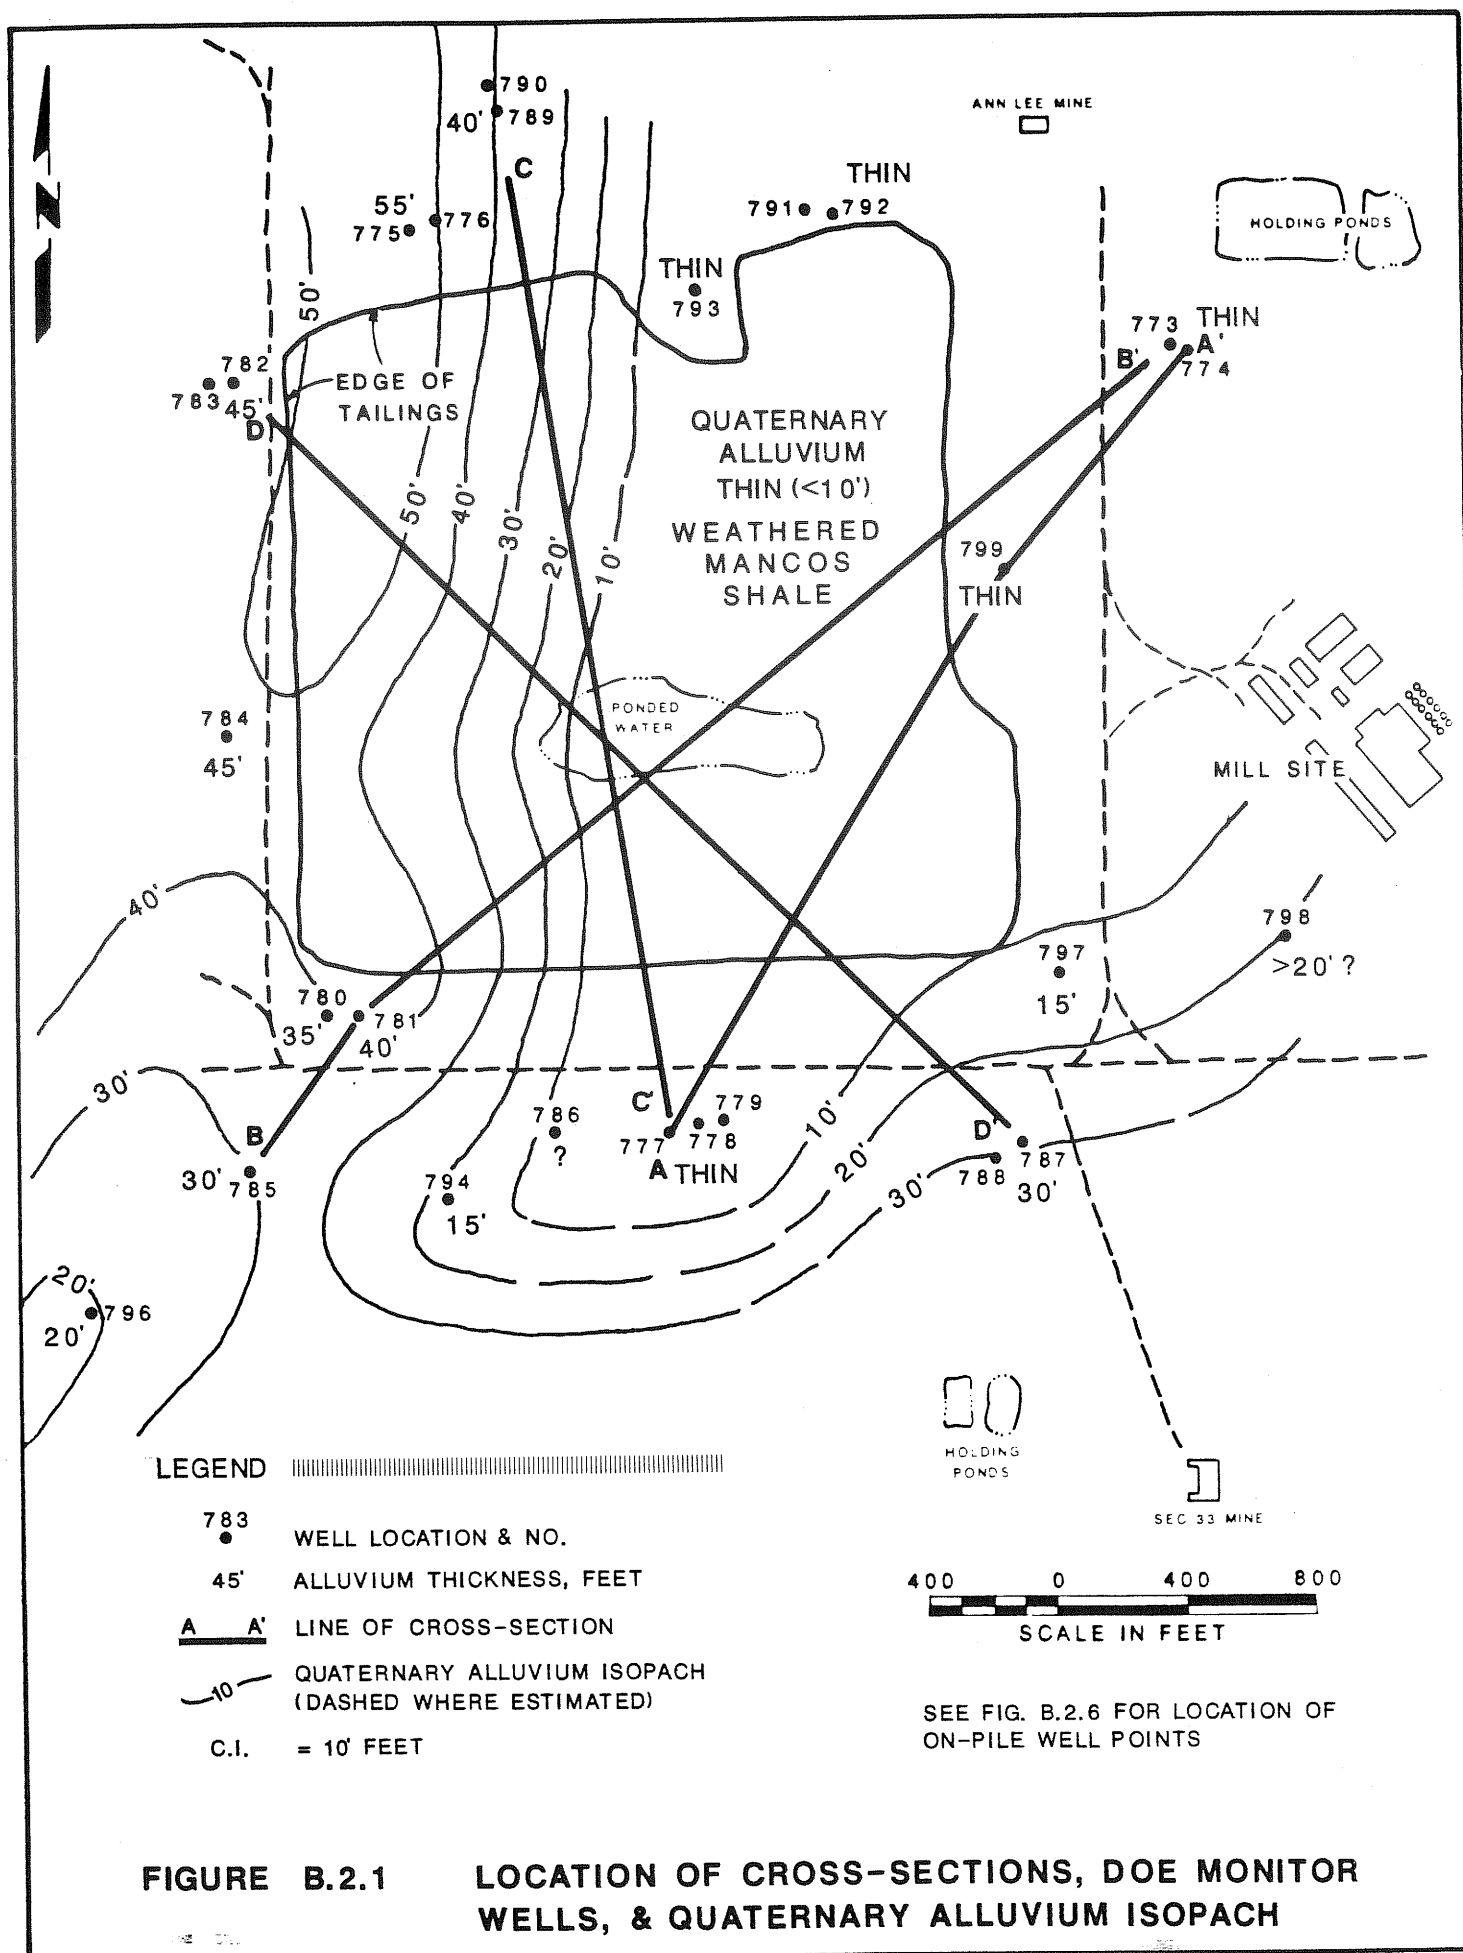 790
ANN LEE MINE
40'
789
C
THIN
55'
791
792
775
776
HOLDING PONDS
THIN
793
50'
773
THIN
A'
B'
774
782
783
45'
D
EDGE OF
TAILINGS
QUATERNARY
ALLUVIUM
THIN (<10')
WEATHERED
MANCOS
SHALE
50'
40'
30'
20'
10'
799
THIN
784
45'
PONDED
WATER
MILL SITE
40'
798
>20' ?
797
15'
780
35'
781
40'
30'
B
30'
785
786
?
C'
777
778
779
A
THIN
10'
D'
787
788
30'
794
15'
20'
30'
20'
796
20'
HOLDING
PONDS
SEC 33 MINE
LEGEND
783
WELL LOCATION & NO.
45'
ALLUVIUM THICKNESS, FEET
A A'
LINE OF CROSS-SECTION
10
QUATERNARY ALLUVIUM ISOPACH
(DASHED WHERE ESTIMATED)
C.I. = 10' FEET
400 0 400 800
SCALE IN FEET
SEE FIG. B.2.6 FOR LOCATION OF
ON-PILE WELL POINTS
FIGURE B.2.1 LOCATION OF CROSS-SECTIONS, DOE MONITOR
WELLS, & QUATERNARY ALLUVIUM ISOPACH
N